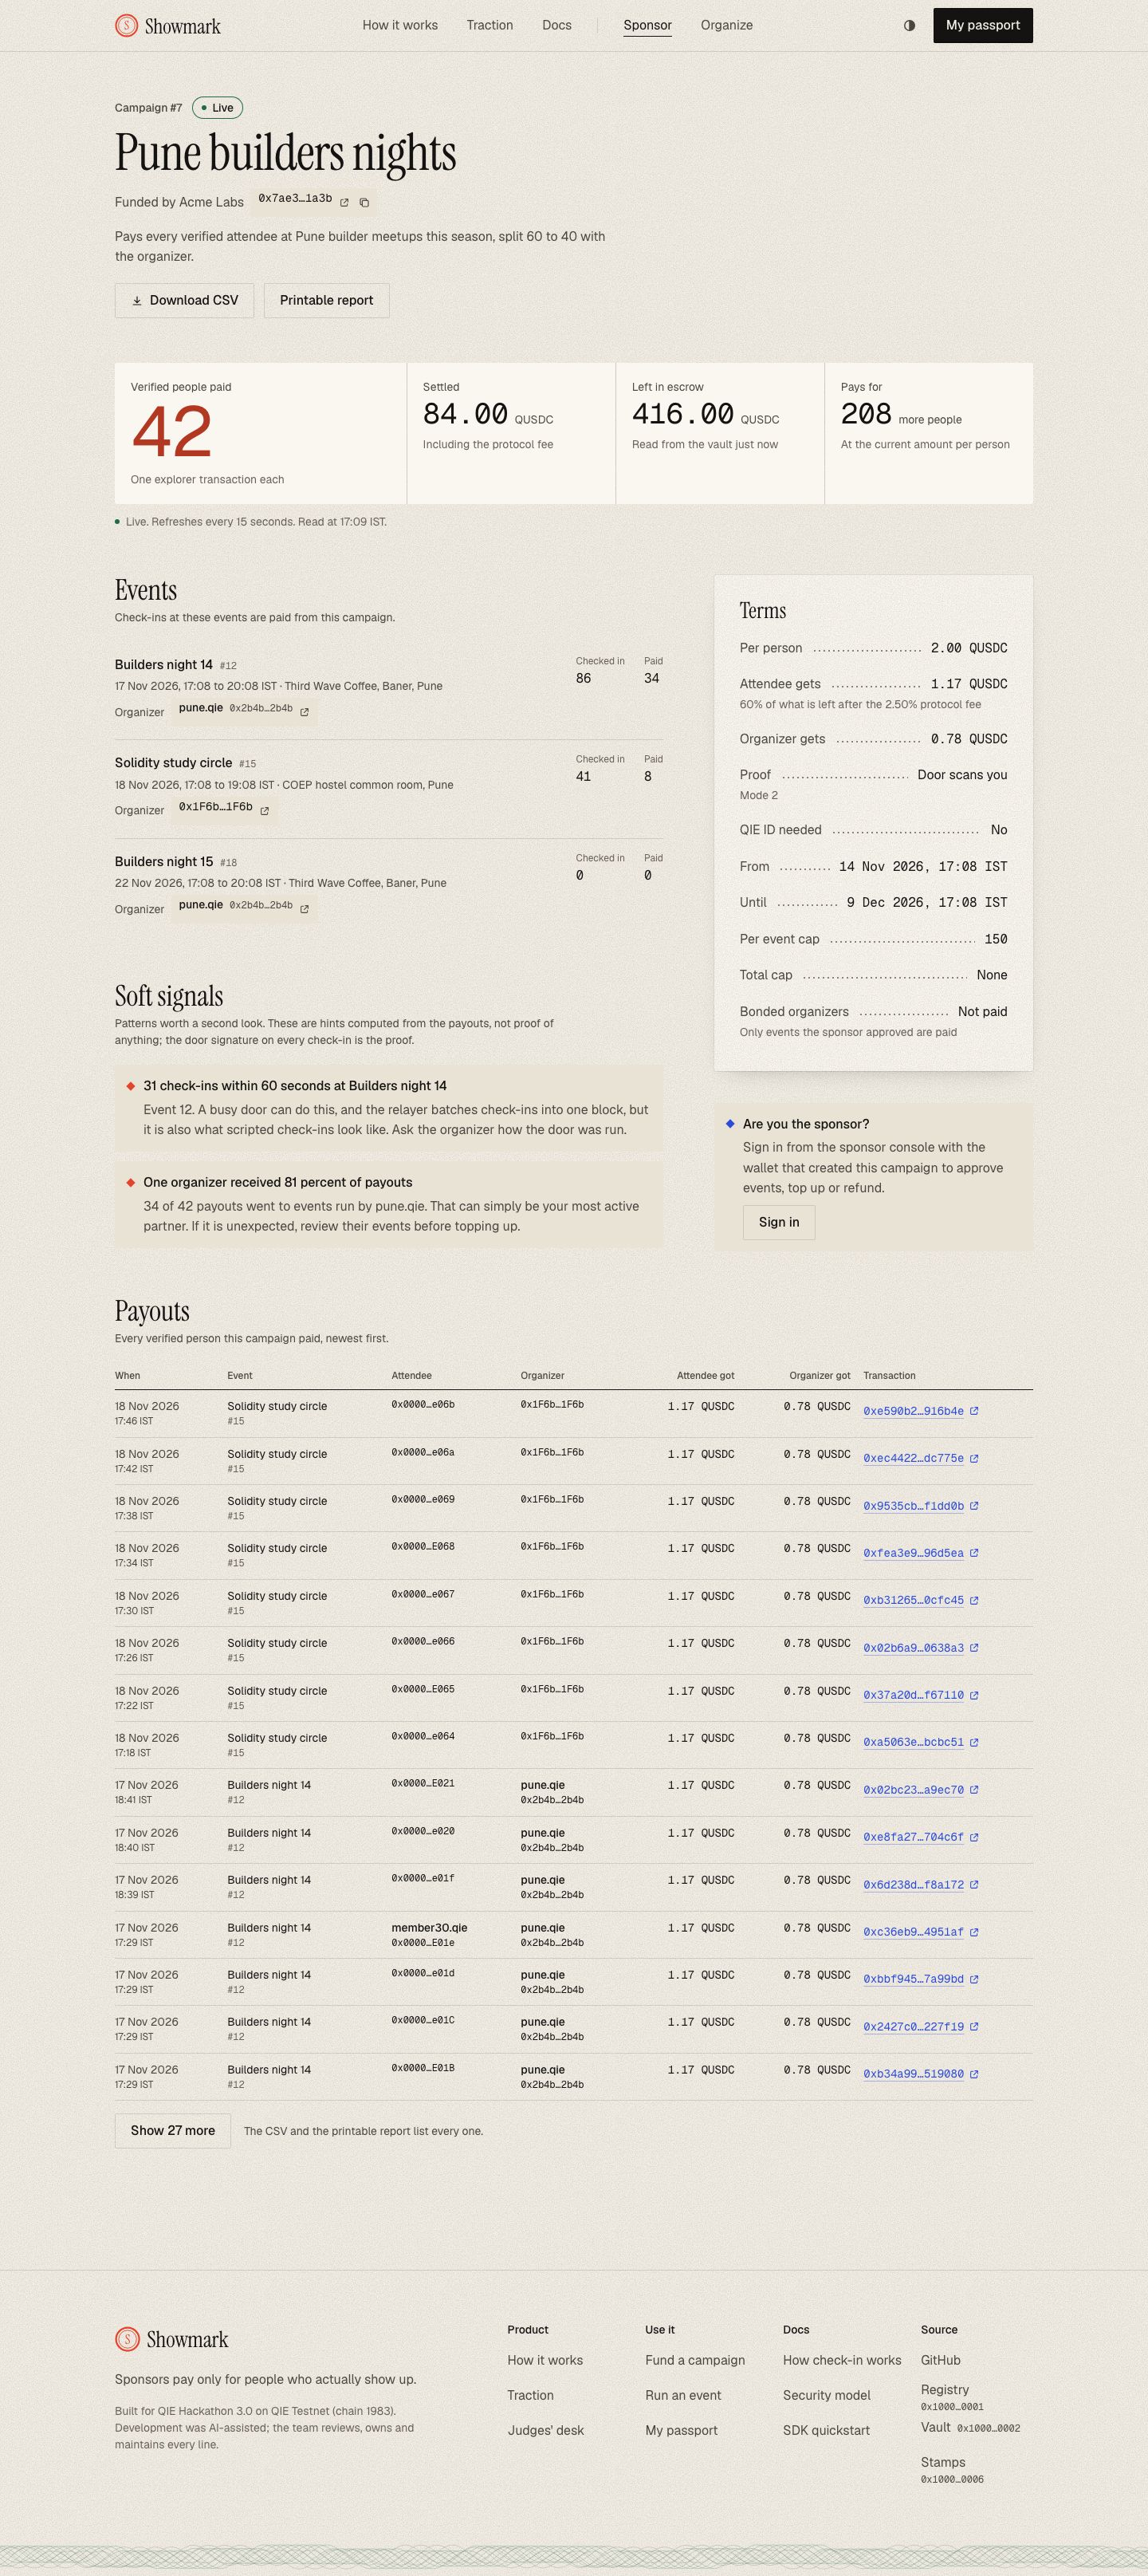 Showmark
How it works
Traction
Docs
Sponsor
Organize
My passport
Campaign #7
Live
Pune builders nights
Funded by Acme Labs 0x7ae3…1a3b
Pays every verified attendee at Pune builder meetups this season, split 60 to 40 with
the organizer.
Download CSV
Printable report
Verified people paid
42
One explorer transaction each
Settled
84.00 QUSDC
Including the protocol fee
Left in escrow
416.00 QUSDC
Read from the vault just now
Pays for
208 more people
At the current amount per person
Live. Refreshes every 15 seconds. Read at 17:09 IST.
Events
Check-ins at these events are paid from this campaign.
Builders night 14 #12
17 Nov 2026, 17:08 to 20:08 IST · Third Wave Coffee, Baner, Pune
Organizer pune.qie 0x2b4b…2b4b
Checked in
86
Paid
34
Solidity study circle #15
18 Nov 2026, 17:08 to 19:08 IST · COEP hostel common room, Pune
Organizer 0x1F6b…1F6b
Checked in
41
Paid
8
Builders night 15 #18
22 Nov 2026, 17:08 to 20:08 IST · Third Wave Coffee, Baner, Pune
Organizer pune.qie 0x2b4b…2b4b
Checked in
0
Paid
0
Soft signals
Patterns worth a second look. These are hints computed from the payouts, not proof of
anything; the door signature on every check-in is the proof.
31 check-ins within 60 seconds at Builders night 14
Event 12. A busy door can do this, and the relayer batches check-ins into one block, but
it is also what scripted check-ins look like. Ask the organizer how the door was run.
One organizer received 81 percent of payouts
34 of 42 payouts went to events run by pune.qie. That can simply be your most active
partner. If it is unexpected, review their events before topping up.
Terms
Per person 2.00 QUSDC
Attendee gets 1.17 QUSDC
60% of what is left after the 2.50% protocol fee
Organizer gets 0.78 QUSDC
Proof Door scans you
Mode 2
QIE ID needed No
From 14 Nov 2026, 17:08 IST
Until 9 Dec 2026, 17:08 IST
Per event cap 150
Total cap None
Bonded organizers Not paid
Only events the sponsor approved are paid
Are you the sponsor?
Sign in from the sponsor console with the
wallet that created this campaign to approve
events, top up or refund.
Sign in
Payouts
Every verified person this campaign paid, newest first.
When Event Attendee Organizer Attendee got Organizer got Transaction
18 Nov 2026 Solidity study circle 0x0000…e06b 0x1F6b…1F6b 1.17 QUSDC 0.78 QUSDC 0xe590b2…916b4e
17:46 IST #15
18 Nov 2026 Solidity study circle 0x0000…e06a 0x1F6b…1F6b 1.17 QUSDC 0.78 QUSDC 0xec4422…dc775e
17:42 IST #15
18 Nov 2026 Solidity study circle 0x0000…e069 0x1F6b…1F6b 1.17 QUSDC 0.78 QUSDC 0x9535cb…f1dd0b
17:38 IST #15
18 Nov 2026 Solidity study circle 0x0000…E068 0x1F6b…1F6b 1.17 QUSDC 0.78 QUSDC 0xfea3e9…96d5ea
17:34 IST #15
18 Nov 2026 Solidity study circle 0x0000…e067 0x1F6b…1F6b 1.17 QUSDC 0.78 QUSDC 0xb31265…0cfc45
17:30 IST #15
18 Nov 2026 Solidity study circle 0x0000…e066 0x1F6b…1F6b 1.17 QUSDC 0.78 QUSDC 0x02b6a9…0638a3
17:26 IST #15
18 Nov 2026 Solidity study circle 0x0000…E065 0x1F6b…1F6b 1.17 QUSDC 0.78 QUSDC 0x37a20d…f67110
17:22 IST #15
18 Nov 2026 Solidity study circle 0x0000…e064 0x1F6b…1F6b 1.17 QUSDC 0.78 QUSDC 0xa5063e…bcbc51
17:18 IST #15
17 Nov 2026 Builders night 14 0x0000…E021 pune.qie 1.17 QUSDC 0.78 QUSDC 0x02bc23…a9ec70
18:41 IST #12 0x2b4b…2b4b
17 Nov 2026 Builders night 14 0x0000…e020 pune.qie 1.17 QUSDC 0.78 QUSDC 0xe8fa27…704c6f
18:40 IST #12 0x2b4b…2b4b
17 Nov 2026 Builders night 14 0x0000…e01f pune.qie 1.17 QUSDC 0.78 QUSDC 0x6d238d…f8a172
18:39 IST #12 0x2b4b…2b4b
17 Nov 2026 Builders night 14 member30.qie pune.qie 1.17 QUSDC 0.78 QUSDC 0xc36eb9…4951af
17:29 IST #12 0x0000…E01e 0x2b4b…2b4b
17 Nov 2026 Builders night 14 0x0000…e01d pune.qie 1.17 QUSDC 0.78 QUSDC 0xbbf945…7a99bd
17:29 IST #12 0x2b4b…2b4b
17 Nov 2026 Builders night 14 0x0000…e01C pune.qie 1.17 QUSDC 0.78 QUSDC 0x2427c0…227f19
17:29 IST #12 0x2b4b…2b4b
17 Nov 2026 Builders night 14 0x0000…E01B pune.qie 1.17 QUSDC 0.78 QUSDC 0xb34a99…519080
17:29 IST #12 0x2b4b…2b4b
Show 27 more
The CSV and the printable report list every one.
Showmark
Sponsors pay only for people who actually show up.
Built for QIE Hackathon 3.0 on QIE Testnet (chain 1983).
Development was AI-assisted; the team reviews, owns and
maintains every line.
Product
How it works
Traction
Judges' desk
Use it
Fund a campaign
Run an event
My passport
Docs
How check-in works
Security model
SDK quickstart
Source
GitHub
Registry
0x1000…0001
Vault 0x1000…0002
Stamps
0x1000…0006